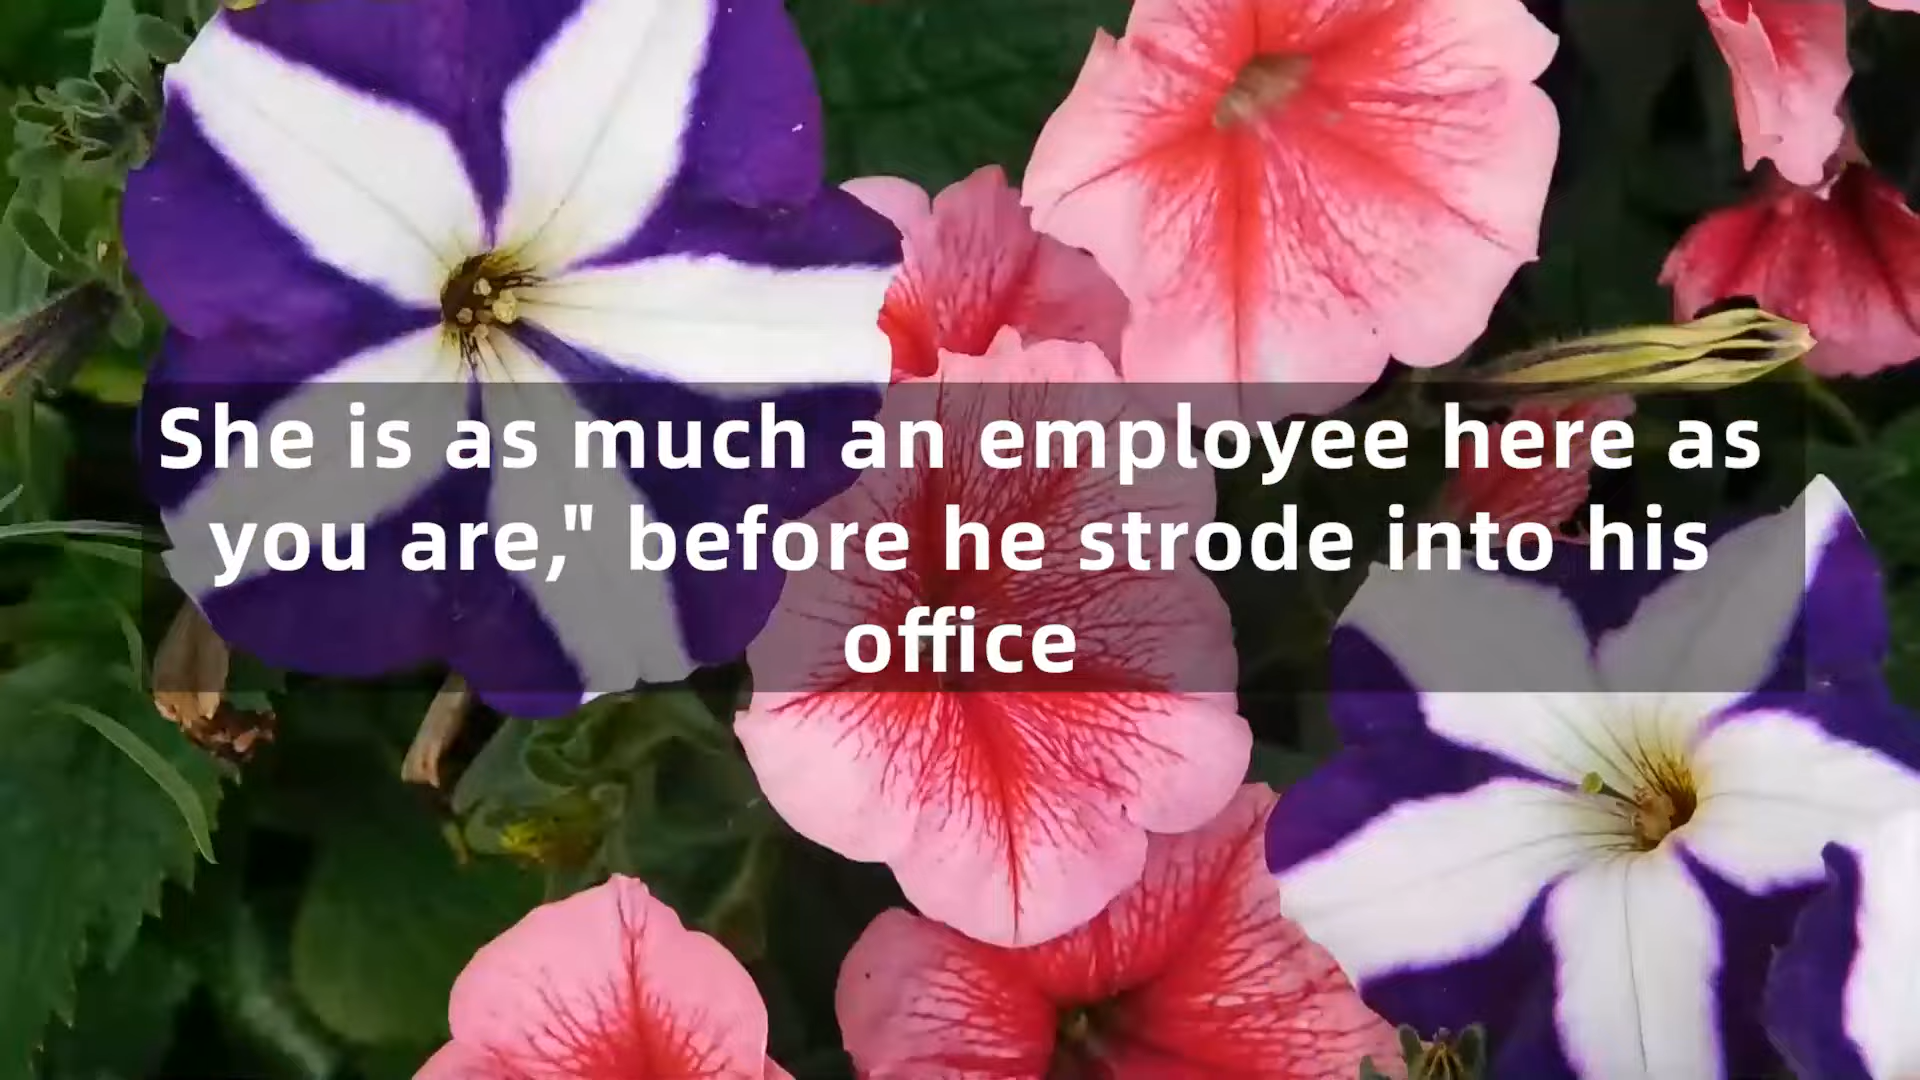 She is as much an employee here as
you are," before he strode into his
office